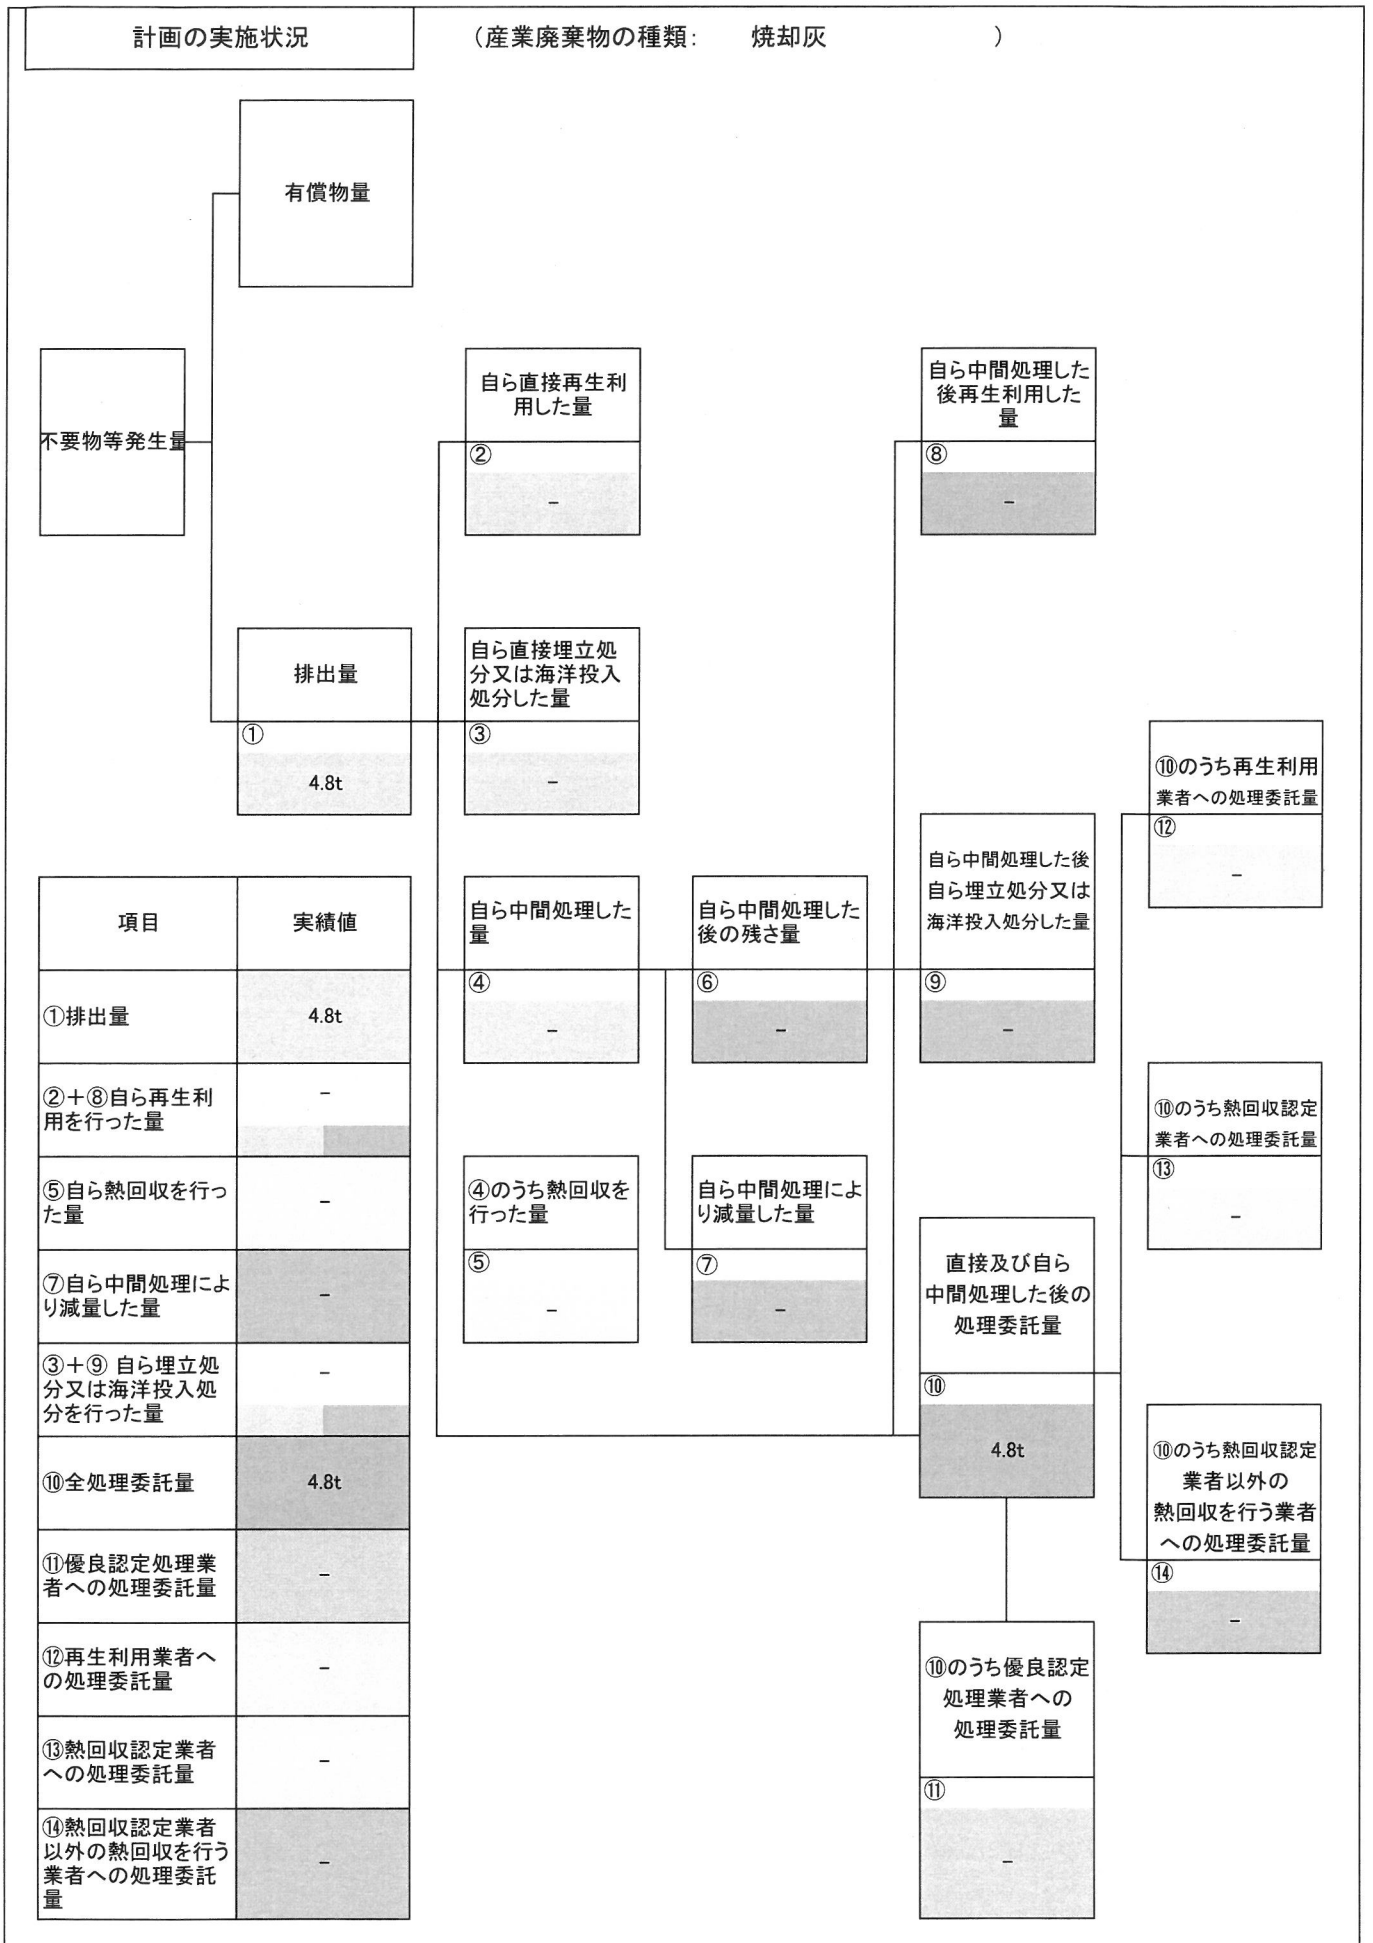 計画の実施状況
（産業廃棄物の種類： 焼却灰 ）
有償物量
不要物等発生量
自ら直接再生利
用した量
②
–
自ら中間処理した
後再生利用した
量
⑧
–
排出量
①
4.8t
自ら直接埋立処
分又は海洋投入
処分した量
③
–
⑩のうち再生利用
業者への処理委託量
⑫
–
自ら中間処理した
量
④
–
自ら中間処理した
後の残さ量
⑥
–
自ら中間処理した後
自ら埋立処分又は
海洋投入処分した量
⑨
–
⑩のうち熱回収認定
業者への処理委託量
⑬
–
④のうち熱回収を
行った量
⑤
–
自ら中間処理によ
り減量した量
⑦
–
直接及び自ら
中間処理した後の
処理委託量
⑩
4.8t
⑩のうち熱回収認定
業者以外の
熱回収を行う業者
への処理委託量
⑭
–
⑩のうち優良認定
処理業者への
処理委託量
⑪
–
項目 実績値
①排出量 4.8t
②＋⑧自ら再生利
用を行った量
–
⑤自ら熱回収を行っ
た量
–
⑦自ら中間処理によ
り減量した量
–
③＋⑨ 自ら埋立処
分又は海洋投入処
分を行った量
–
⑩全処理委託量 4.8t
⑪優良認定処理業
者への処理委託量
–
⑫再生利用業者へ
の処理委託量
–
⑬熱回収認定業者
への処理委託量
–
⑭熱回収認定業者
以外の熱回収を行う
業者への処理委託
量
–